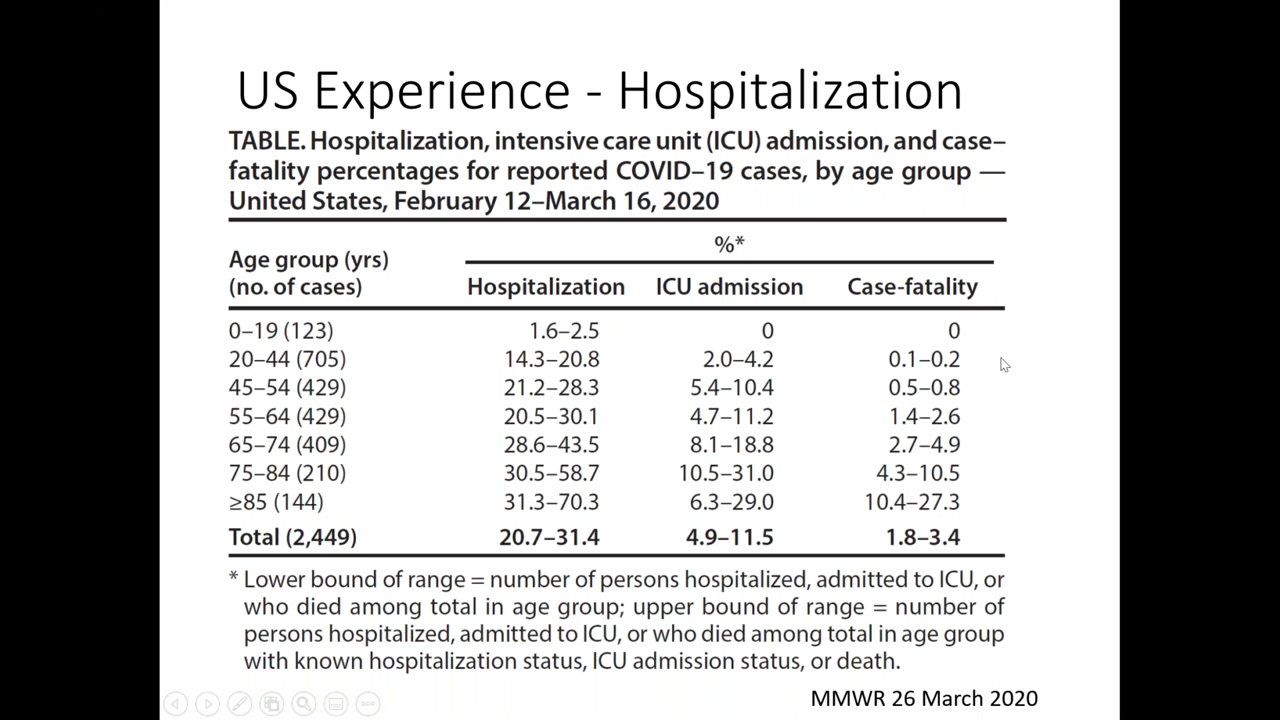 US Experience - Hospitalization
TABLE. Hospitalization, intensive care unit (ICU) admission, and case–
fatality percentages for reported COVID–19 cases, by age group —
United States, February 12–March 16, 2020
%*
Age group (yrs)
(no. of cases) Hospitalization ICU admission Case-fatality
0–19 (123) 1.6–2.5 0 0
20–44 (705) 14.3–20.8 2.0–4.2 0.1–0.2
45–54 (429) 21.2–28.3 5.4–10.4 0.5–0.8
55–64 (429) 20.5–30.1 4.7–11.2 1.4–2.6
65–74 (409) 28.6–43.5 8.1–18.8 2.7–4.9
75–84 (210) 30.5–58.7 10.5–31.0 4.3–10.5
≥85 (144) 31.3–70.3 6.3–29.0 10.4–27.3
Total (2,449) 20.7–31.4 4.9–11.5 1.8–3.4
* Lower bound of range = number of persons hospitalized, admitted to ICU, or
who died among total in age group; upper bound of range = number of
persons hospitalized, admitted to ICU, or who died among total in age group
with known hospitalization status, ICU admission status, or death.
MMWR 26 March 2020